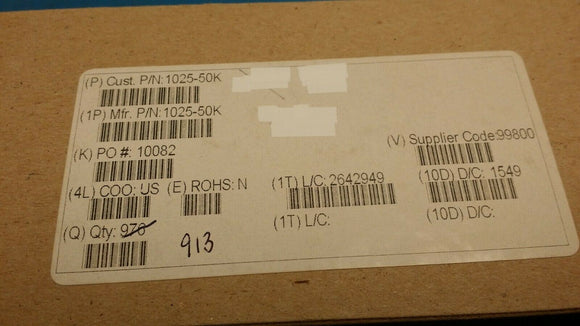 (P) Cust. P/N:1025-50K
(1P) Mfr. P/N:1025-50K
(K) PO #: 10082
(V) Supplier Code:99800
(4L) COO: US (E) ROHS: N (1T) L/C: 2642949 (10D) D/C: 1549
(Q) Qty: 970 913 (1T) L/C: (10D) D/C: